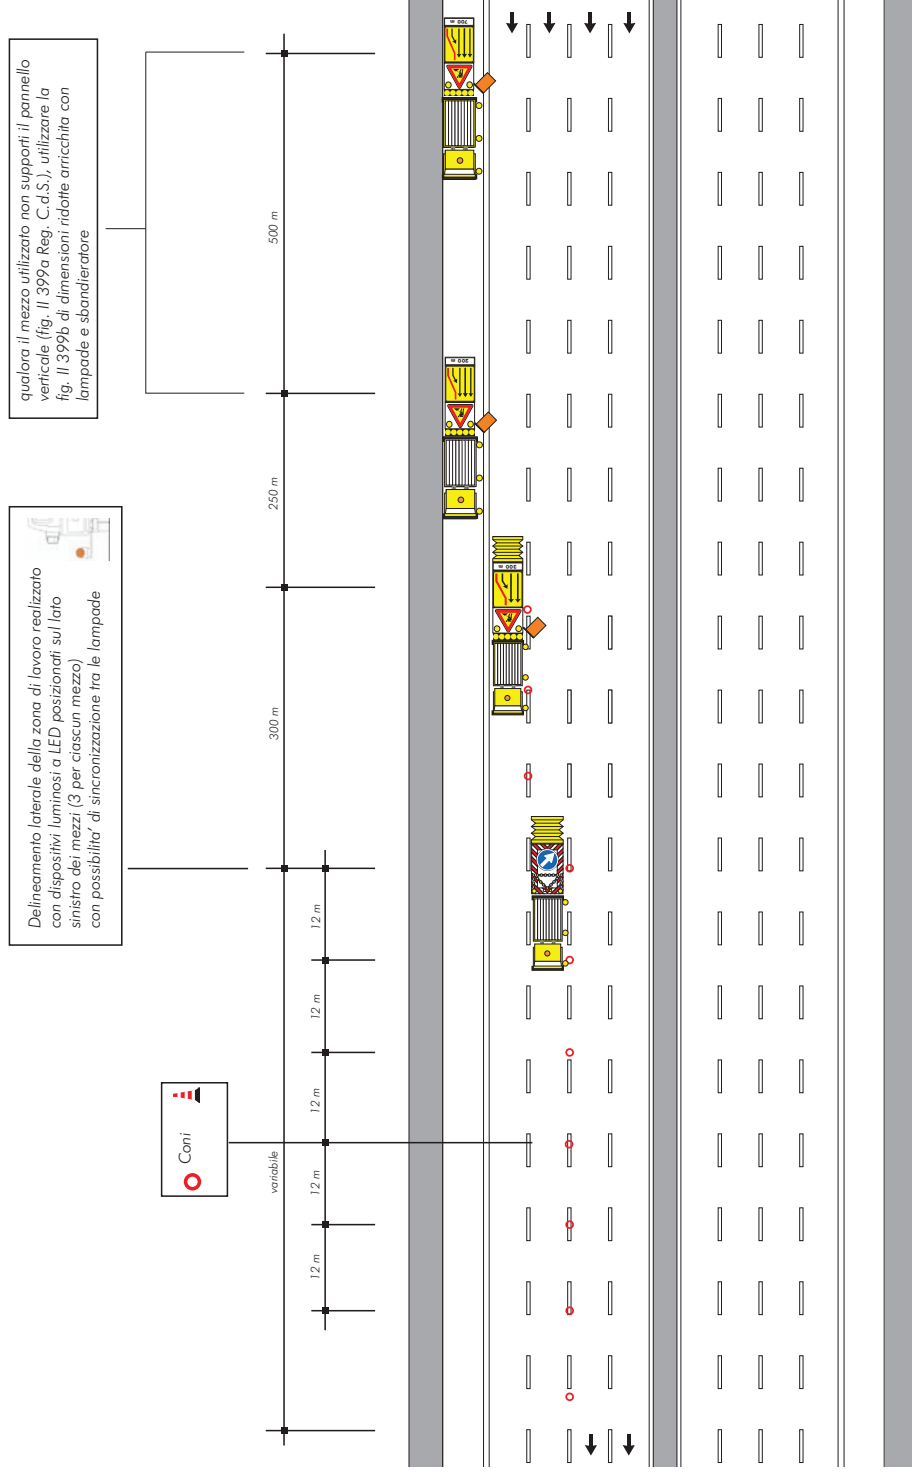 qualora il mezzo utilizzato non supporti il pannello
verticale (fig. II 399a Reg. C.d.S.), utilizzare la
fig. II 399b di dimensioni ridotte arricchita con
lampade e sbandieratore
Delineamento laterale della zona di lavoro realizzato
con dispositivi luminosi a LED posizionati sul lato
sinistro dei mezzi (3 per ciascun mezzo)
con possibilita' di sincronizzazione tra le lampade
Coni
500 m
250 m
300 m
variabile
12 m
12 m
12 m
12 m
12 m
700 m
300 m